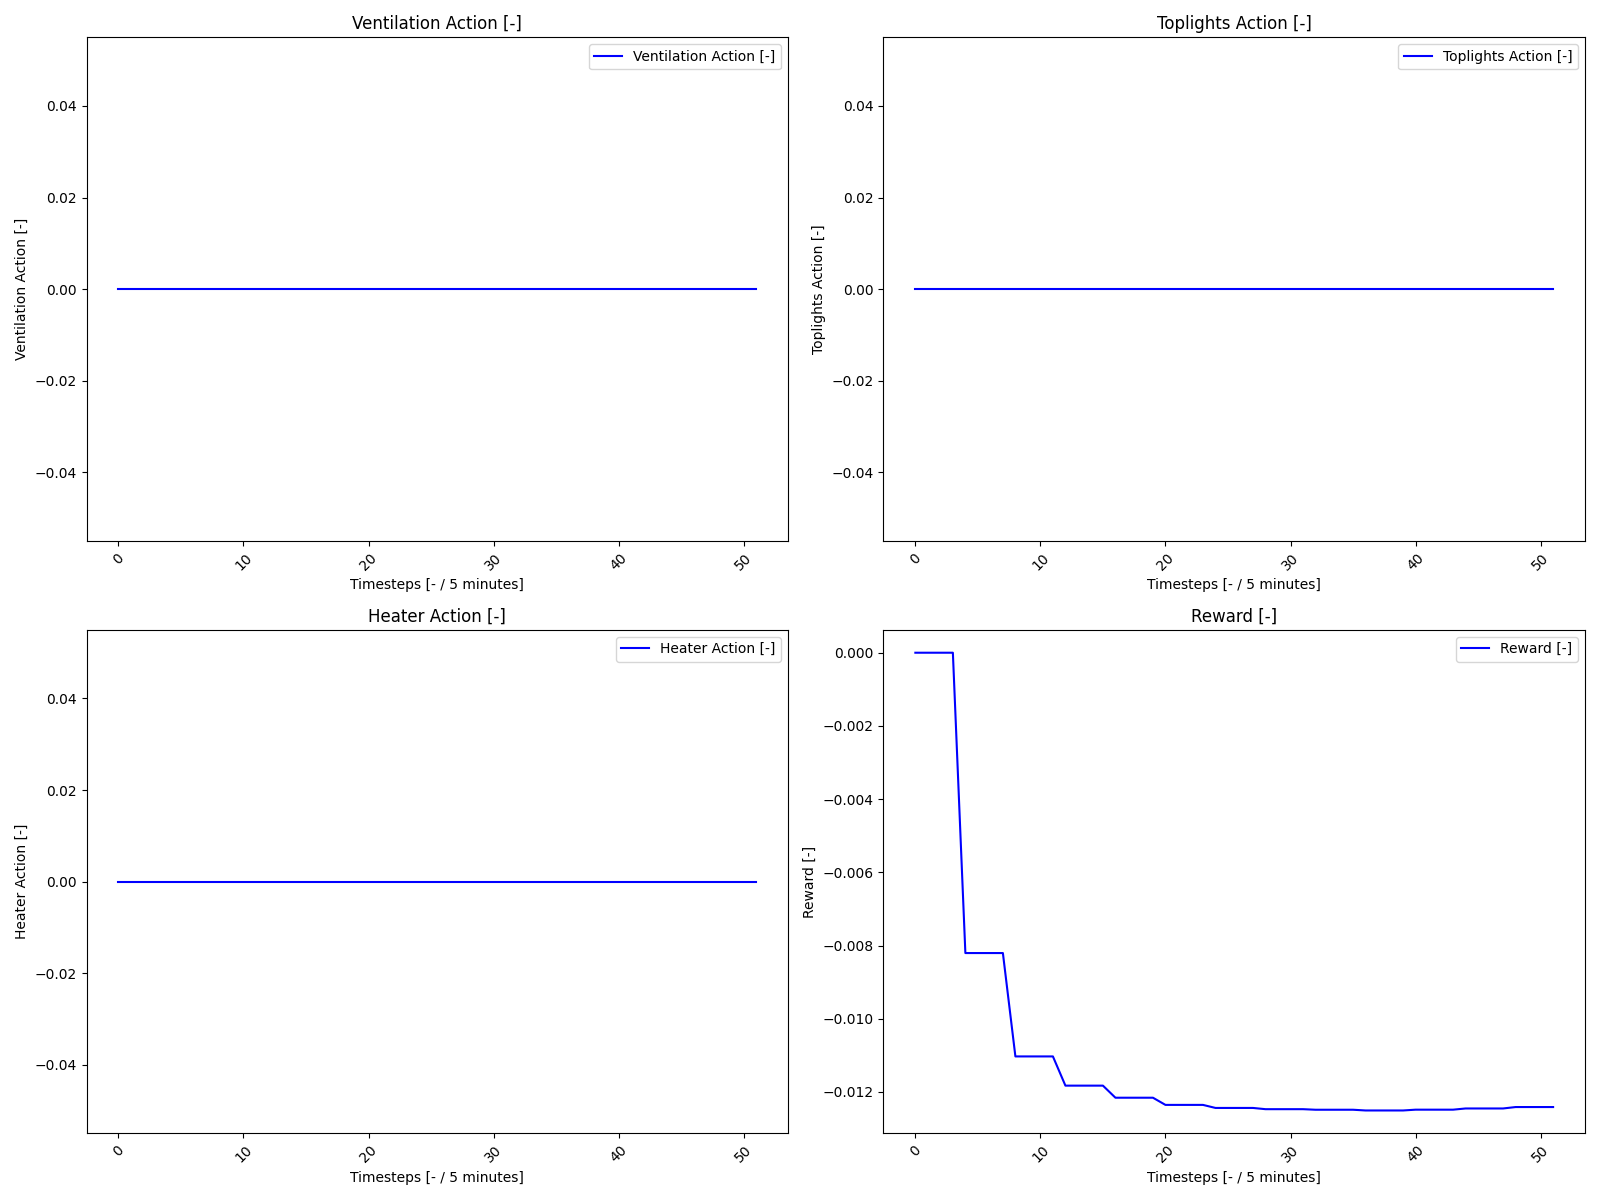 Ventilation Action [-]
Ventilation Action [-]
0.04
0.02
0.00
−0.02
−0.04
Ventilation Action [-]
0
10
20
30
40
50
Timesteps [- / 5 minutes]
Toplights Action [-]
Toplights Action [-]
0.04
0.02
0.00
−0.02
−0.04
Toplights Action [-]
0
10
20
30
40
50
Timesteps [- / 5 minutes]
Heater Action [-]
Heater Action [-]
0.04
0.02
0.00
−0.02
−0.04
Heater Action [-]
0
10
20
30
40
50
Timesteps [- / 5 minutes]
Reward [-]
Reward [-]
0.000
−0.002
−0.004
−0.006
−0.008
−0.010
−0.012
Reward [-]
0
10
20
30
40
50
Timesteps [- / 5 minutes]